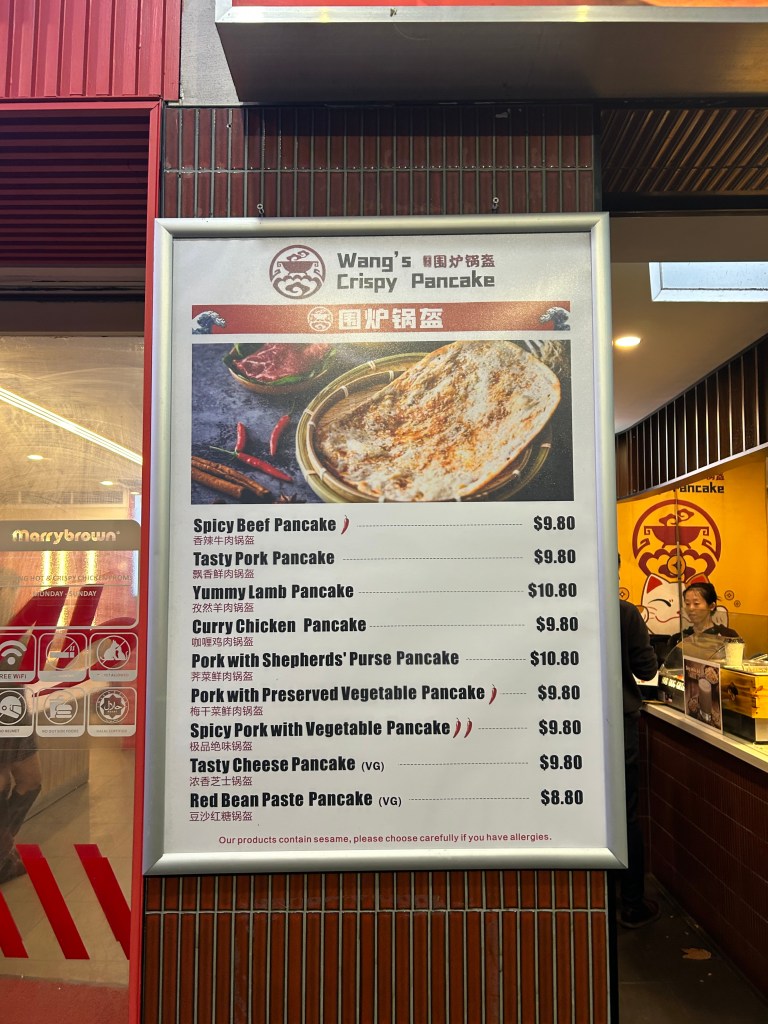 Wang's 围炉锅盔
Crispy Pancake
围炉锅盔
Spicy Beef Pancake $9.80
香辣牛肉锅盔
Tasty Pork Pancake $9.80
飘香鲜肉锅盔
Yummy Lamb Pancake $10.80
孜然羊肉锅盔
Curry Chicken Pancake $9.80
咖喱鸡肉锅盔
Pork with Shepherds' Purse Pancake $10.80
荠菜鲜肉锅盔
Pork with Preserved Vegetable Pancake $9.80
梅干菜鲜肉锅盔
Spicy Pork with Vegetable Pancake $9.80
极品绝味锅盔
Tasty Cheese Pancake (VG) $9.80
浓香芝士锅盔
Red Bean Paste Pancake (VG) $8.80
豆沙红糖锅盔
Our products contain sesame, please choose carefully if you have allergies.
Marrybrown
HOT & CRISPY CHICKEN
MONDAY - SUNDAY
FREE WiFi
Pancake